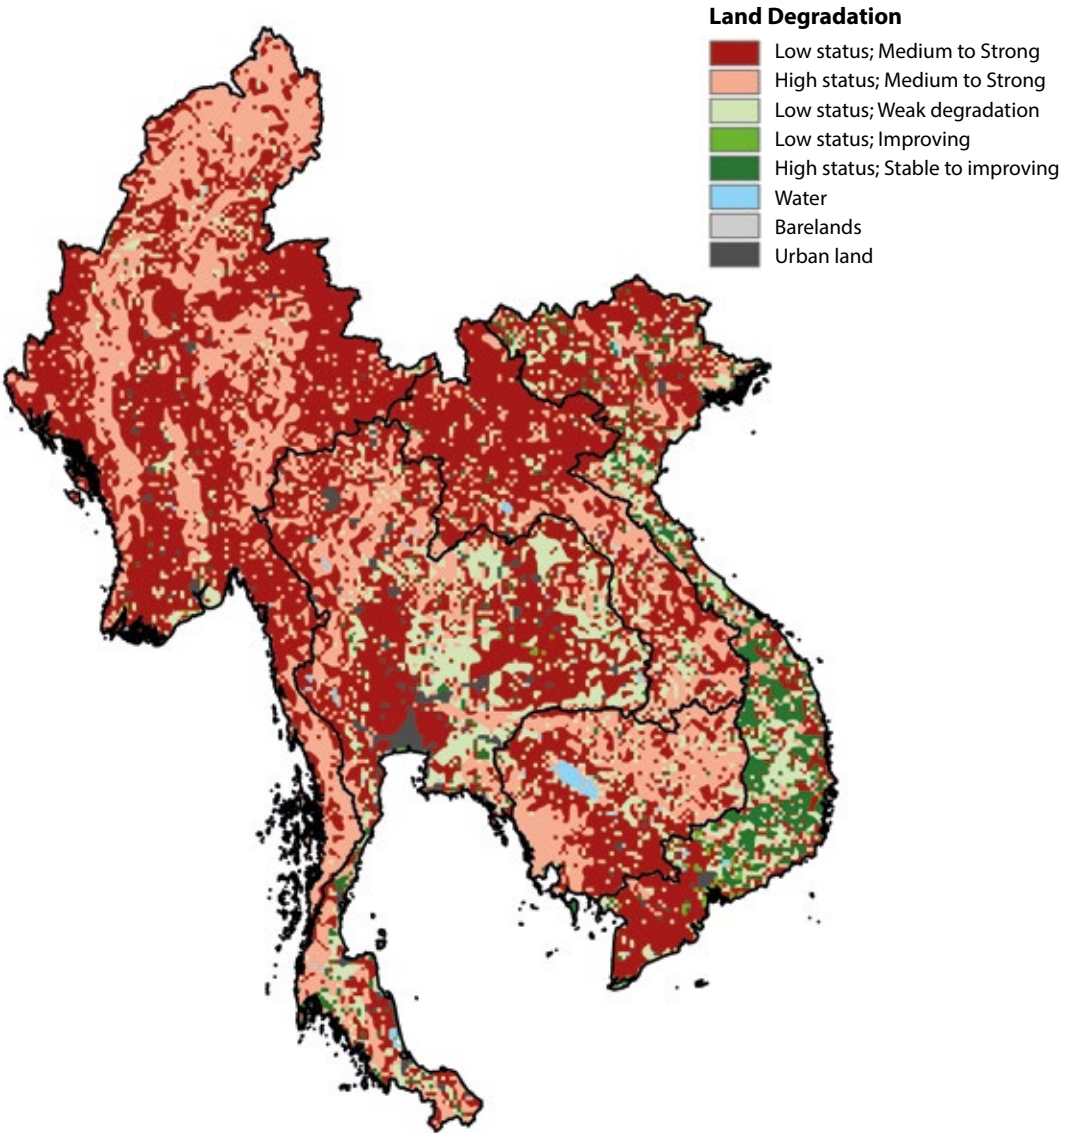 Land Degradation
Low status; Medium to Strong
High status; Medium to Strong
Low status; Weak degradation
Low status; Improving
High status; Stable to improving
Water
Barelands
Urban land